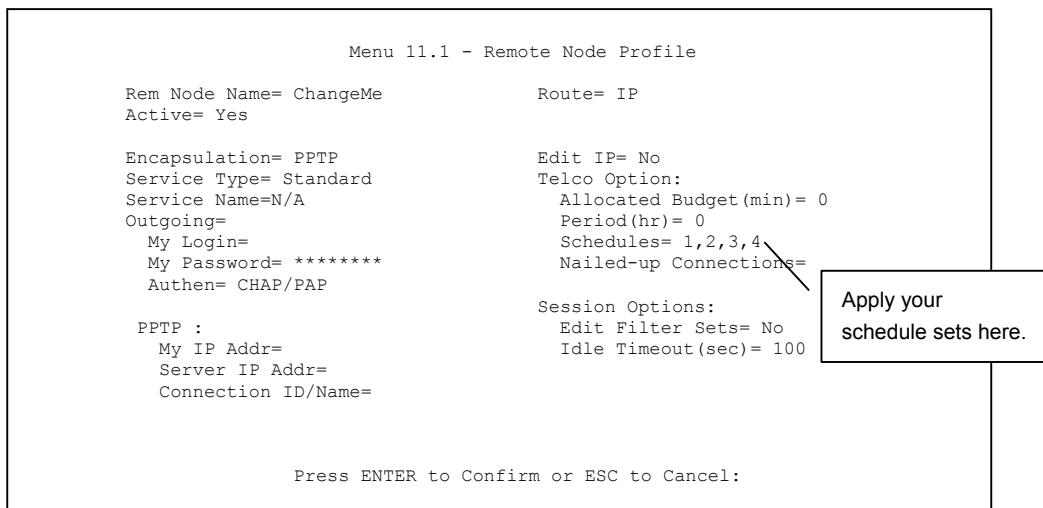 Menu 11.1 - Remote Node Profile
Rem Node Name= ChangeMe Route= IP
Active= Yes
Encapsulation= PPTP Edit IP= No
Service Type= Standard Telco Option:
Service Name=N/A Allocated Budget(min)= 0
Outgoing= Period(hr)= 0
My Login= Schedules= 1,2,3,4
My Password= ******** Nailed-up Connections=
Authen= CHAP/PAP
Session Options:
PPTP : Edit Filter Sets= No
My IP Addr= Idle Timeout(sec)= 100
Server IP Addr=
Connection ID/Name=
Apply your
schedule sets here.
Press ENTER to Confirm or ESC to Cancel: